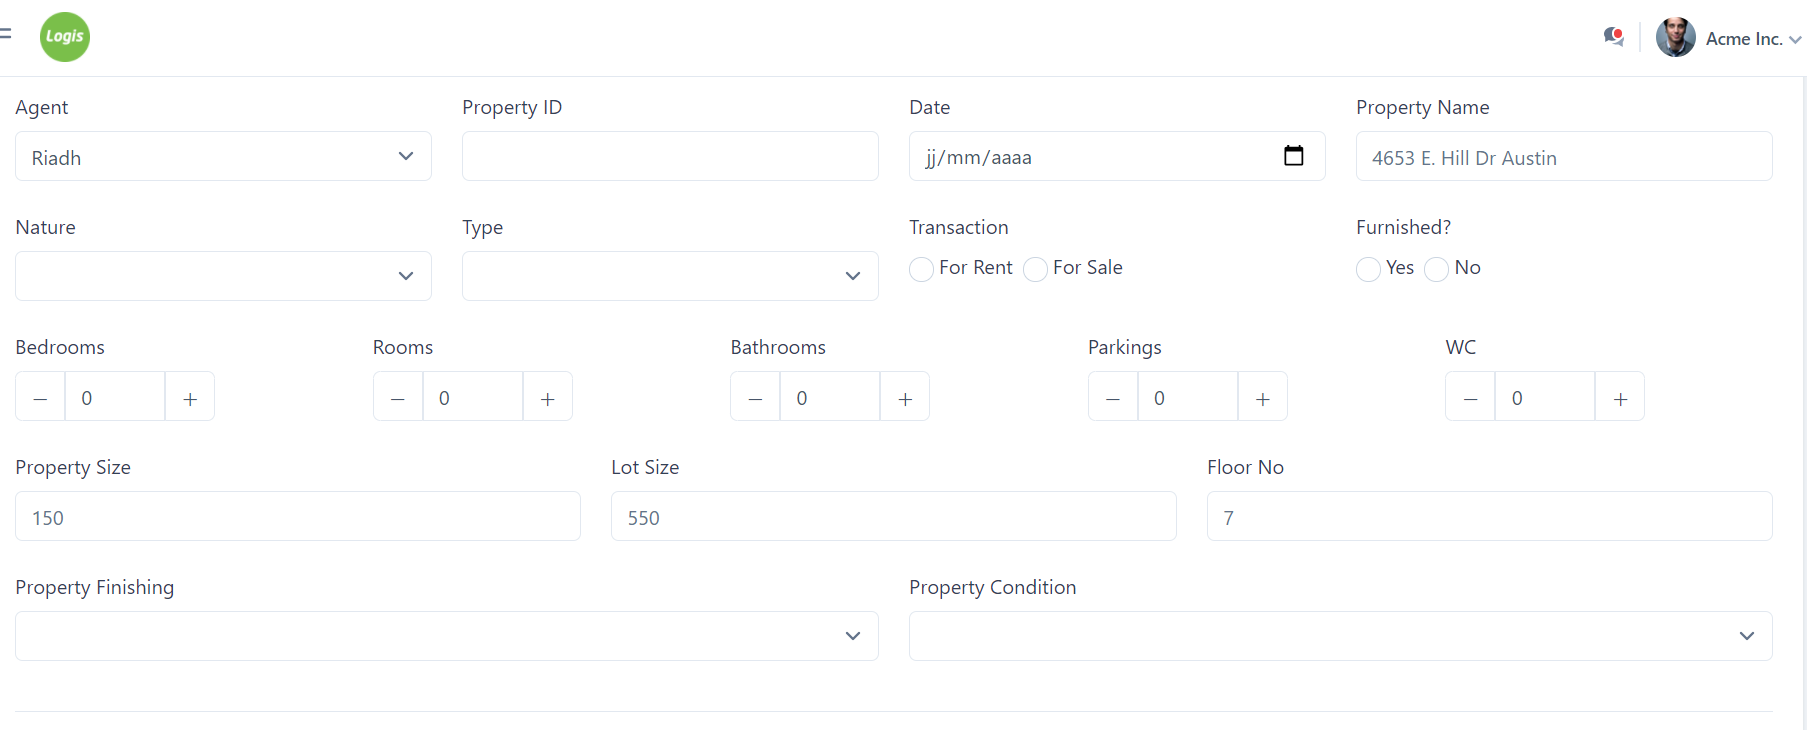 Logis
Acme Inc.
Agent Property ID Date Property Name
Riadh jj/mm/aaaa 4653 E. Hill Dr Austin
Nature Type Transaction Furnished?
For Rent For Sale Yes No
Bedrooms Rooms Bathrooms Parkings WC
− 0 + − 0 + − 0 + − 0 + − 0 +
Property Size Lot Size Floor No
150 550 7
Property Finishing Property Condition